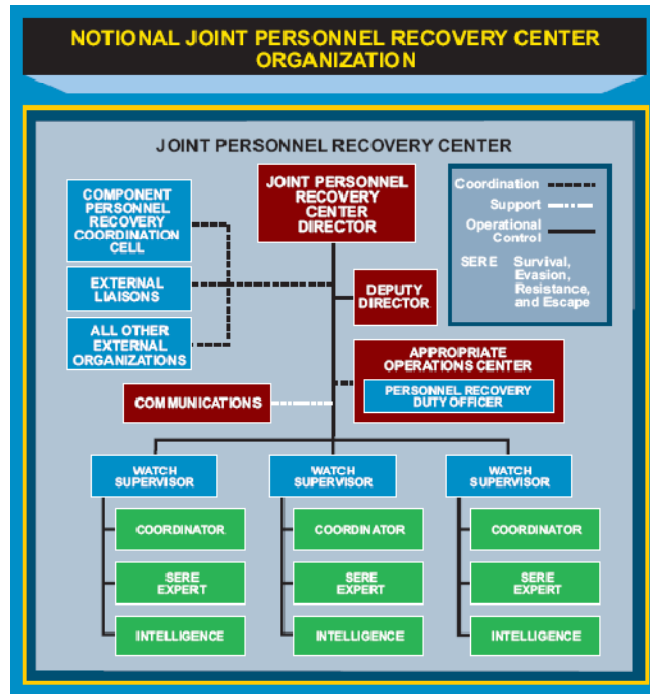 NOTIONAL JOINT PERSONNEL RECOVERY CENTER
ORGANIZATION
JOINT PERSONNEL RECOVERY CENTER
COMPONENT
PERSONNEL
RECOVERY
COORDINATION
CELL
EXTERNAL
LIAISONS
ALL OTHER
EXTERNAL
ORGANIZATIONS
JOINT PERSONNEL
RECOVERY
CENTER
DIRECTOR
DEPUTY
DIRECTOR
Coordination
Support
Operational
Control
SERE Survival,
Evasion,
Resistance,
and Escape
APPROPRIATE
OPERATIONS CENTER
PERSONNEL RECOVERY
DUTY OFFICER
COMMUNICATIONS
WATCH
SUPERVISOR
COORDINATOR
SERE
EXPERT
INTELLIGENCE
WATCH
SUPERVISOR
COORDINATOR
SERE
EXPERT
INTELLIGENCE
WATCH
SUPERVISOR
COORDINATOR
SERE
EXPERT
INTELLIGENCE